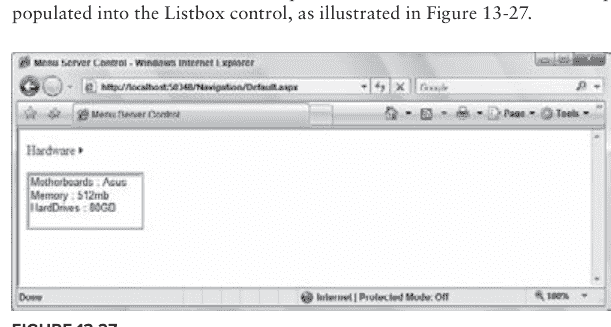 populated into the Listbox control, as illustrated in Figure 13-27.
Menu Server Control - Windows Internet Explorer
http://localhost:50360/Navigation/Default.aspx
Google
Menu Server Control
Page
Tools
Hardware
Motherboards : Asus
Memory : 512mb
HardDrives : 80GB
Done
Internet | Protected Mode: Off
100%
FIGURE 13-27